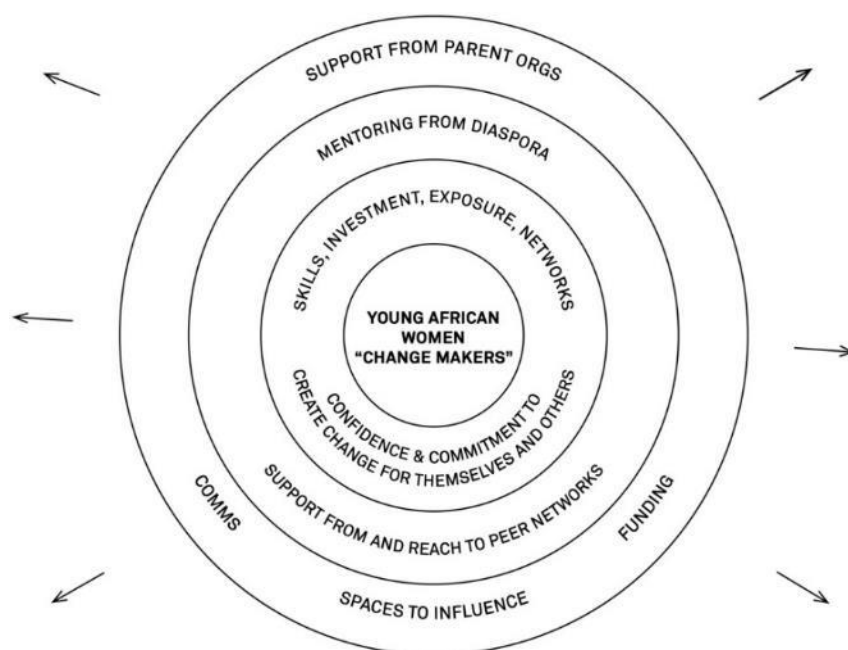 SUPPORT FROM PARENT ORGS
MENTORING FROM DIASPORA
SKILLS, INVESTMENT, EXPOSURE, NETWORKS
YOUNG AFRICAN
WOMEN
“CHANGE MAKERS”
CONFIDENCE & COMMITMENT TO
CREATE CHANGE FOR THEMSELVES AND OTHERS
SUPPORT FROM AND REACH TO PEER NETWORKS
COMMS
FUNDING
SPACES TO INFLUENCE